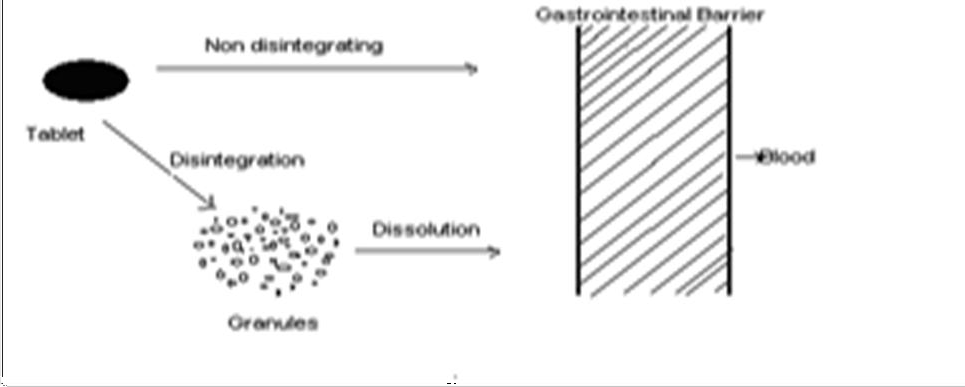 Gastrointestinal Barrier
Non disintegrating
Tablet
Disintegration
Blood
Dissolution
Granules